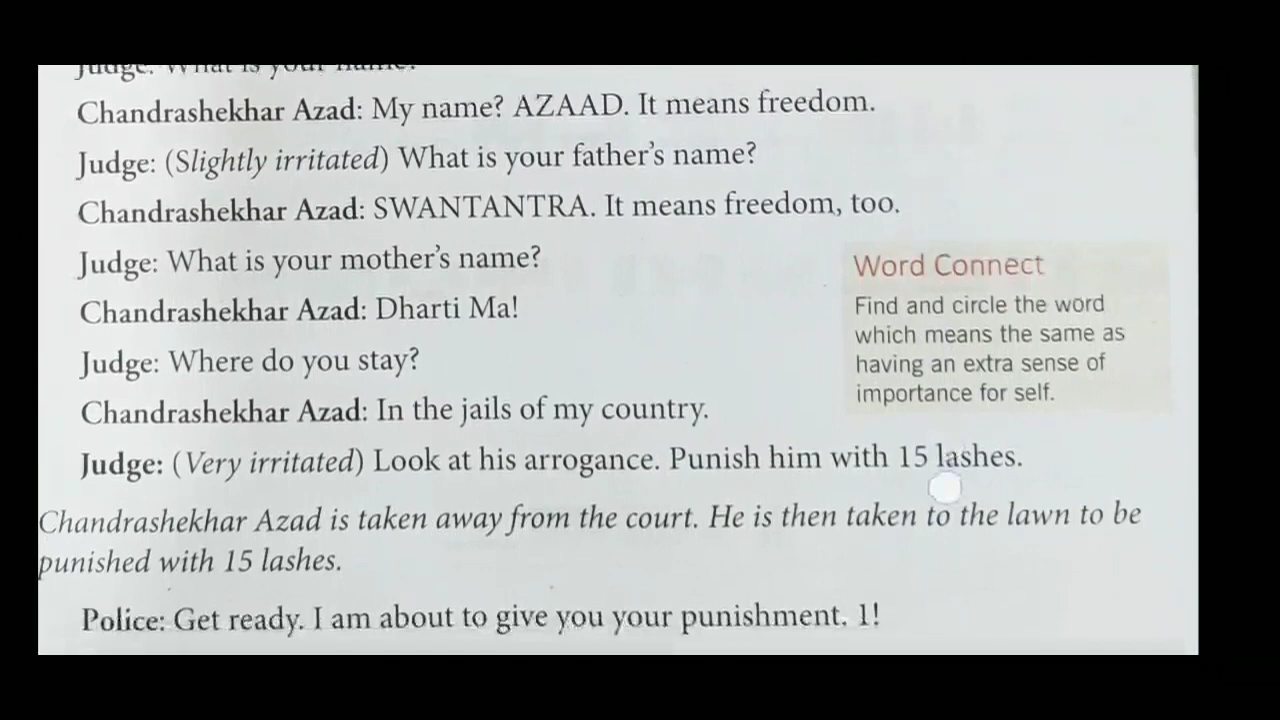 Judge: What is your name?
Chandrashekhar Azad: My name? AZAAD. It means freedom.
Judge: (Slightly irritated) What is your father's name?
Chandrashekhar Azad: SWANTANTRA. It means freedom, too.
Judge: What is your mother's name?
Chandrashekhar Azad: Dharti Ma!
Judge: Where do you stay?
Chandrashekhar Azad: In the jails of my country.
Judge: (Very irritated) Look at his arrogance. Punish him with 15 lashes.
Chandrashekhar Azad is taken away from the court. He is then taken to the lawn to be
punished with 15 lashes.
Police: Get ready. I am about to give you your punishment. 1!
Word Connect
Find and circle the word
which means the same as
having an extra sense of
importance for self.